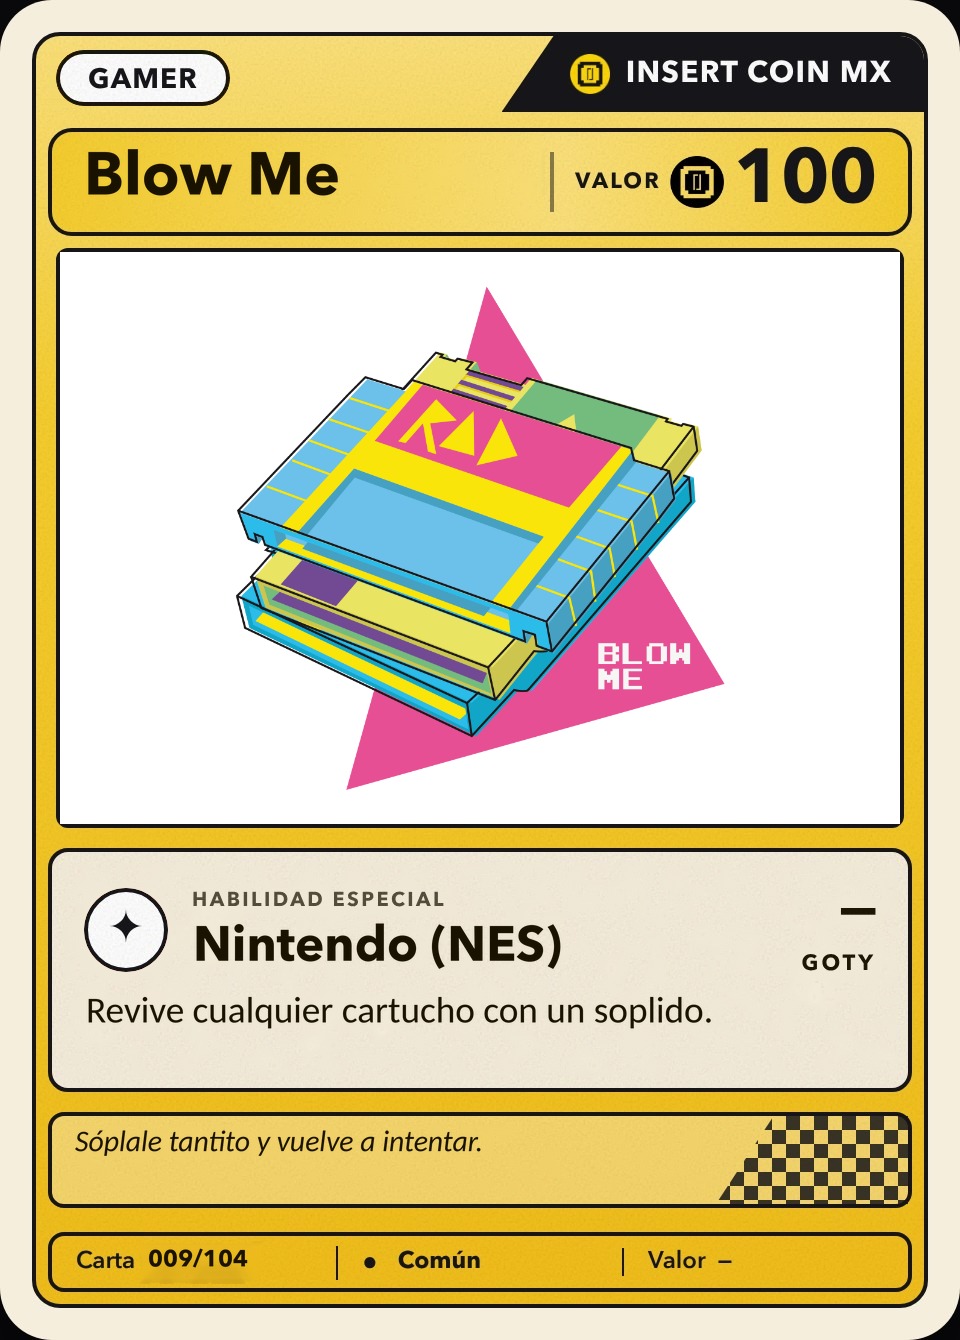 GAMER
INSERT COIN MX
Blow Me
VALOR 100
RAD
BLOW
ME
HABILIDAD ESPECIAL
Nintendo (NES)
—
GOTY
Revive cualquier cartucho con un soplido.
Sóplale tantito y vuelve a intentar.
Carta 009/104 • Común Valor –